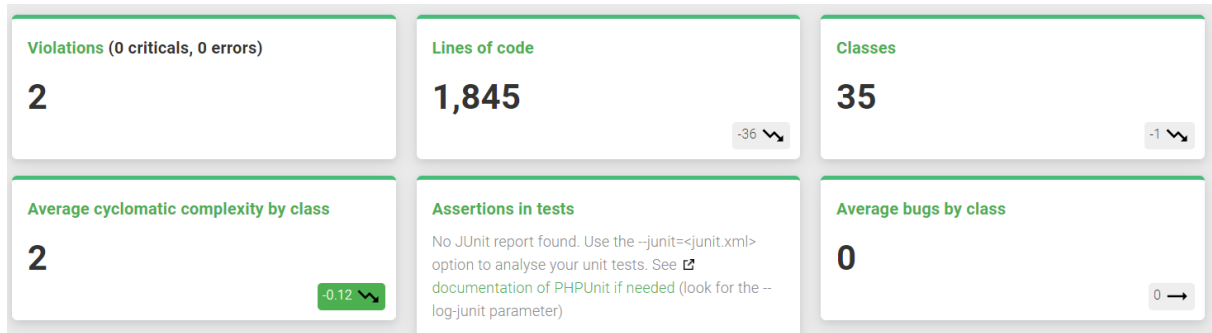 Violations (0 criticals, 0 errors)
2
Lines of code
1,845
-36
Classes
35
-1
Average cyclomatic complexity by class
2
-0.12
Assertions in tests
No JUnit report found. Use the --junit=<junit.xml>
option to analyse your unit tests. See
documentation of PHPUnit if needed (look for the --
log-junit parameter)
Average bugs by class
0
0